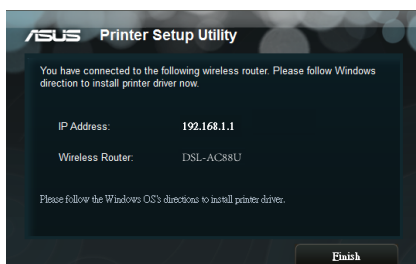 ASUS Printer Setup Utility
You have connected to the following wireless router. Please follow Windows
direction to install printer driver now.
IP Address: 192.168.1.1
Wireless Router: DSL-AC88U
Please follow the Windows OS's directions to install printer driver.
Finish